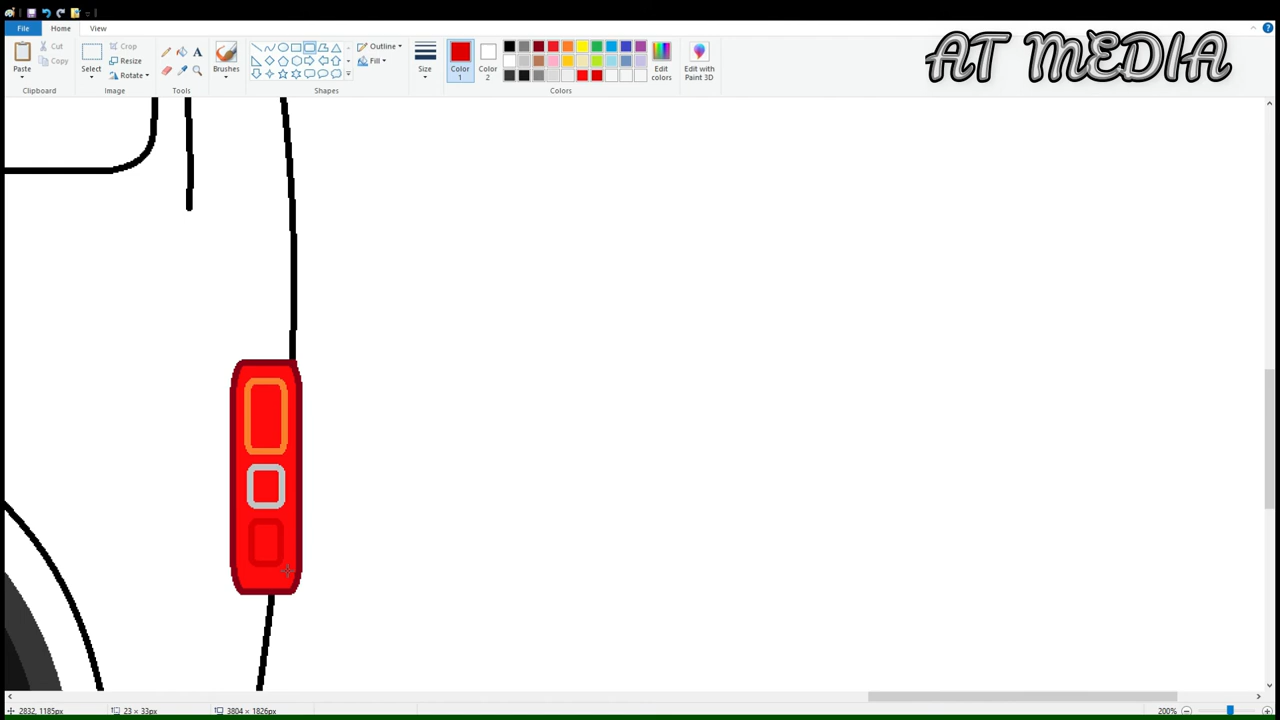 File
Home
View
AT MEDIA
Paste
Cut
Copy
Clipboard
Select
Crop
Resize
Rotate
Image
Tools
Brushes
Outline
Fill
Shapes
Size
Color 1
Color 2
Edit colors
Colors
Edit with Paint 3D
2832, 1185px
23 × 33px
3804 × 1826px
200%